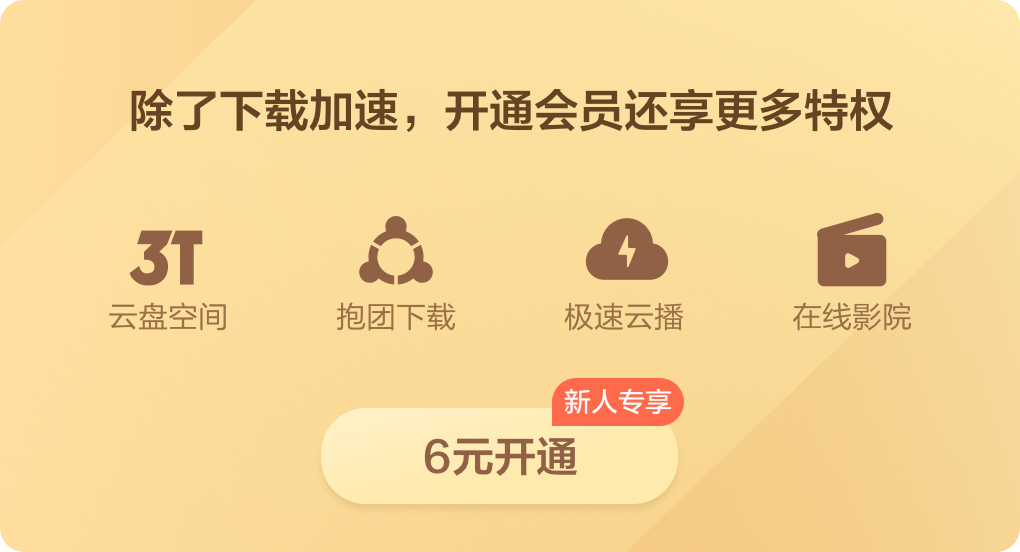 除了下载加速，开通会员还享更多特权
3T
云盘空间
抱团下载
极速云播
在线影院
新人专享
6元开通